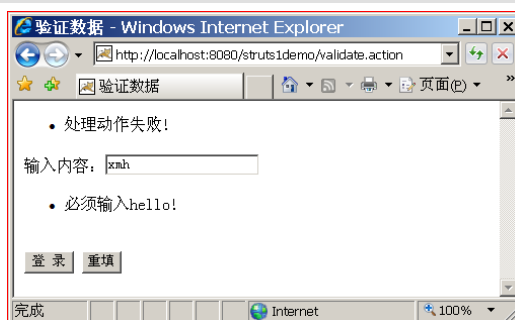 验证数据 - Windows Internet Explorer
http://localhost:8080/struts1demo/validate.action
验证数据
页面(P)
处理动作失败!
输入内容: xmh
必须输入hello!
登 录 重填
完成 Internet 100%